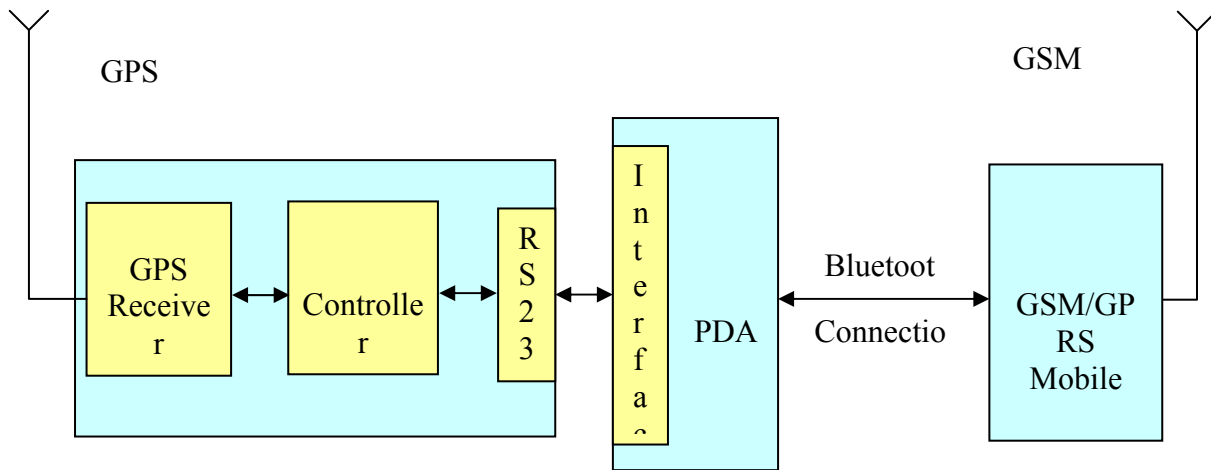 GPS
GSM
GPS
Receive
r
Controlle
r
R
S
2
3
I
n
t
e
r
f
a
c
PDA
Bluetoot
Connectio
GSM/GP
RS
Mobile